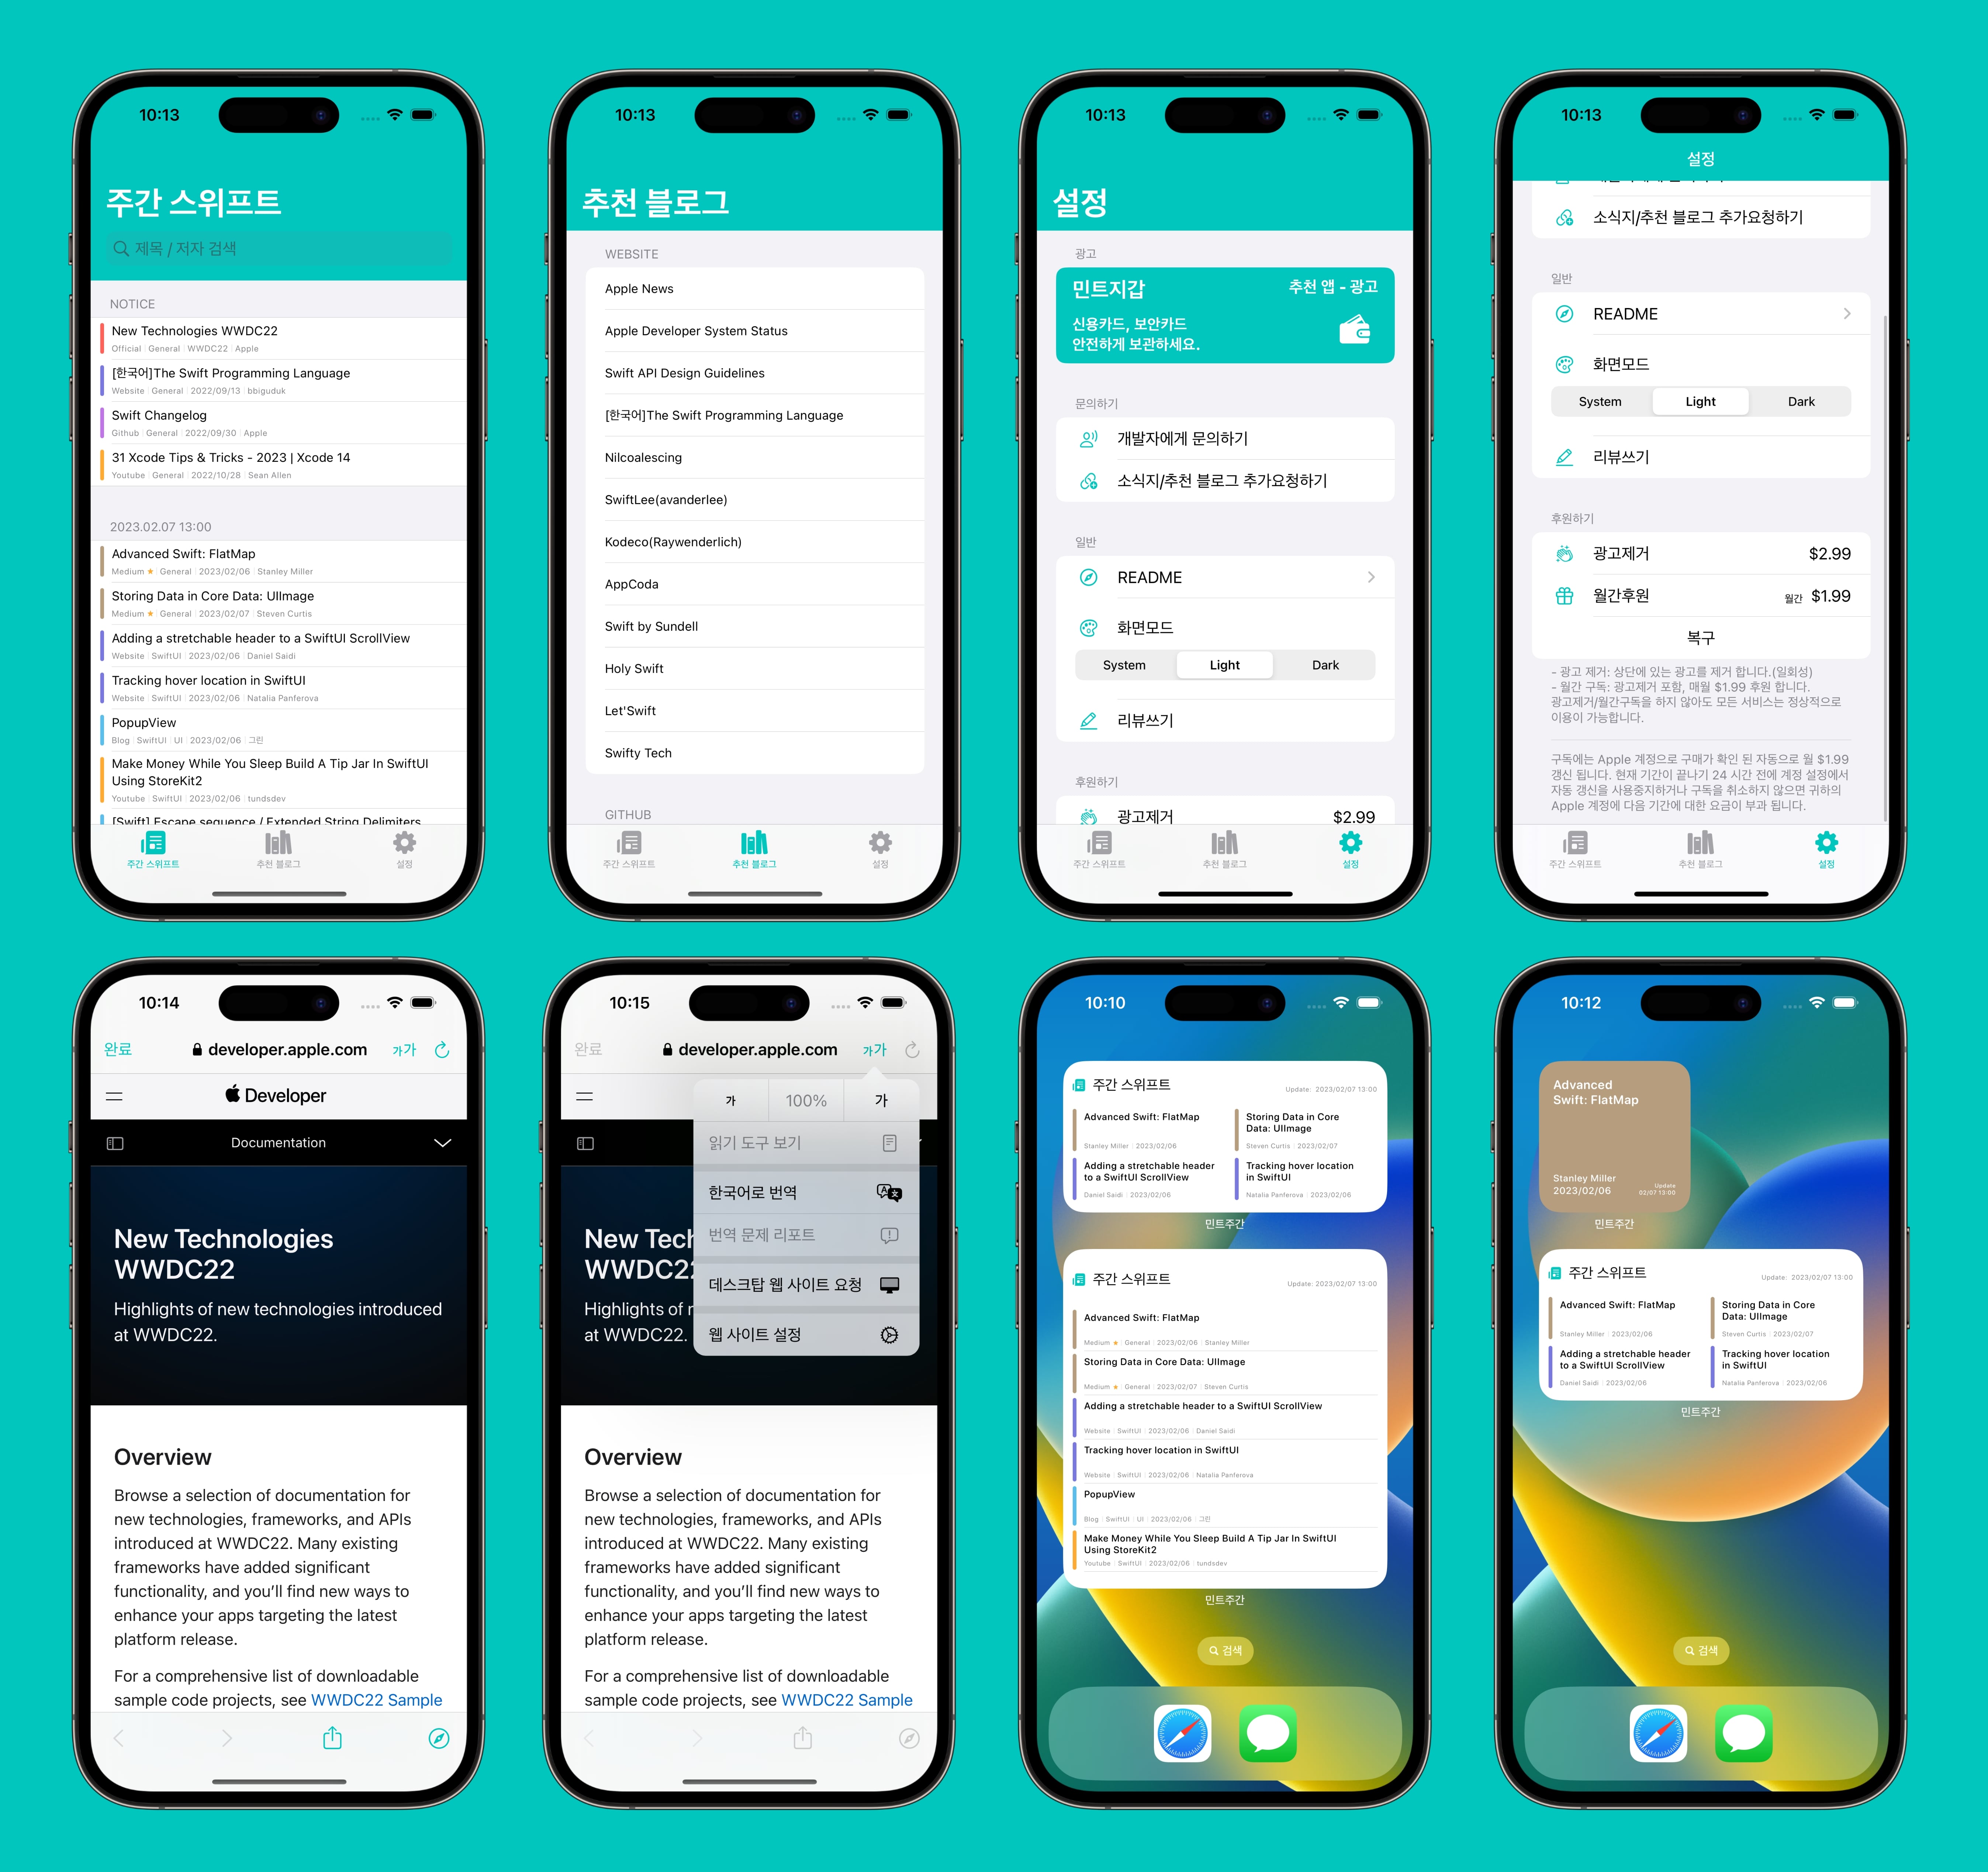 10:13
주간 스위프트
제목 / 저자 검색
NOTICE
New Technologies WWDC22
Official General WWDC22 Apple
[한국어]The Swift Programming Language
Website General 2022/09/13 bbiguduk
Swift Changelog
Github General 2022/09/30 Apple
31 Xcode Tips & Tricks - 2023 | Xcode 14
Youtube General 2022/10/28 Sean Allen
2023.02.07 13:00
Advanced Swift: FlatMap
Medium ★ General 2023/02/06 Stanley Miller
Storing Data in Core Data: UIImage
Medium ★ General 2023/02/07 Steven Curtis
Adding a stretchable header to a SwiftUI ScrollView
Website SwiftUI 2023/02/06 Daniel Saidi
Tracking hover location in SwiftUI
Website SwiftUI 2023/02/06 Natalia Panferova
PopupView
Blog SwiftUI UI 2023/02/06 그린
Make Money While You Sleep Build A Tip Jar In SwiftUI
Using StoreKit2
Youtube SwiftUI 2023/02/06 tundsdev
[Swift] Escape sequence / Extended String Delimiters
주간 스위프트 추천 블로그 설정
10:13
추천 블로그
WEBSITE
Apple News
Apple Developer System Status
Swift API Design Guidelines
[한국어]The Swift Programming Language
Nilcoalescing
SwiftLee(avanderlee)
Kodeco(Raywenderlich)
AppCoda
Swift by Sundell
Holy Swift
Let'Swift
Swifty Tech
GITHUB
주간 스위프트 추천 블로그 설정
10:13
설정
광고
민트지갑 추천 앱 - 광고
신용카드, 보안카드
안전하게 보관하세요.
문의하기
개발자에게 문의하기
소식지/추천 블로그 추가요청하기
일반
README
화면모드
System Light Dark
리뷰쓰기
후원하기
광고제거 $2.99
주간 스위프트 추천 블로그 설정
10:13
설정
소식지/추천 블로그 추가요청하기
일반
README
화면모드
System Light Dark
리뷰쓰기
후원하기
광고제거 $2.99
월간후원 월간 $1.99
복구
- 광고 제거: 상단에 있는 광고를 제거 합니다.(일회성)
- 월간 구독: 광고제거 포함, 매월 $1.99 후원 합니다.
광고제거/월간구독을 하지 않아도 모든 서비스는 정상적으로
이용이 가능합니다.
구독에는 Apple 계정으로 구매가 확인 된 자동으로 월 $1.99
갱신 됩니다. 현재 기간이 끝나기 24 시간 전에 계정 설정에서
자동 갱신을 사용중지하거나 구독을 취소하지 않으면 귀하의
Apple 계정에 다음 기간에 대한 요금이 부과 됩니다.
주간 스위프트 추천 블로그 설정
10:14
완료 developer.apple.com 가가
Developer
Documentation
New Technologies
WWDC22
Highlights of new technologies introduced
at WWDC22.
Overview
Browse a selection of documentation for
new technologies, frameworks, and APIs
introduced at WWDC22. Many existing
frameworks have added significant
functionality, and you’ll find new ways to
enhance your apps targeting the latest
platform release.
For a comprehensive list of downloadable
sample code projects, see WWDC22 Sample
10:15
완료 developer.apple.com 가가
가 100% 가
읽기 도구 보기
한국어로 번역
번역 문제 리포트
데스크탑 웹 사이트 요청
웹 사이트 설정
New Tech
WWDC22
Highlights of n
at WWDC22.
Overview
Browse a selection of documentation for
new technologies, frameworks, and APIs
introduced at WWDC22. Many existing
frameworks have added significant
functionality, and you’ll find new ways to
enhance your apps targeting the latest
platform release.
For a comprehensive list of downloadable
sample code projects, see WWDC22 Sample
10:10
주간 스위프트 Update: 2023/02/07 13:00
Advanced Swift: FlatMap
Stanley Miller 2023/02/06
Storing Data in Core
Data: UIImage
Steven Curtis 2023/02/07
Adding a stretchable header
to a SwiftUI ScrollView
Daniel Saidi 2023/02/06
Tracking hover location
in SwiftUI
Natalia Panferova 2023/02/06
민트주간
주간 스위프트 Update: 2023/02/07 13:00
Advanced Swift: FlatMap
Medium ★ General 2023/02/06 Stanley Miller
Storing Data in Core Data: UIImage
Medium ★ General 2023/02/07 Steven Curtis
Adding a stretchable header to a SwiftUI ScrollView
Website SwiftUI 2023/02/06 Daniel Saidi
Tracking hover location in SwiftUI
Website SwiftUI 2023/02/06 Natalia Panferova
PopupView
Blog SwiftUI UI 2023/02/06 그린
Make Money While You Sleep Build A Tip Jar In SwiftUI
Using StoreKit2
Youtube SwiftUI 2023/02/06 tundsdev
민트주간
검색
10:12
Advanced
Swift: FlatMap
Stanley Miller
2023/02/06
Update
02/07 13:00
민트주간
주간 스위프트 Update: 2023/02/07 13:00
Advanced Swift: FlatMap
Stanley Miller 2023/02/06
Storing Data in Core
Data: UIImage
Steven Curtis 2023/02/07
Adding a stretchable header
to a SwiftUI ScrollView
Daniel Saidi 2023/02/06
Tracking hover location
in SwiftUI
Natalia Panferova 2023/02/06
민트주간
검색